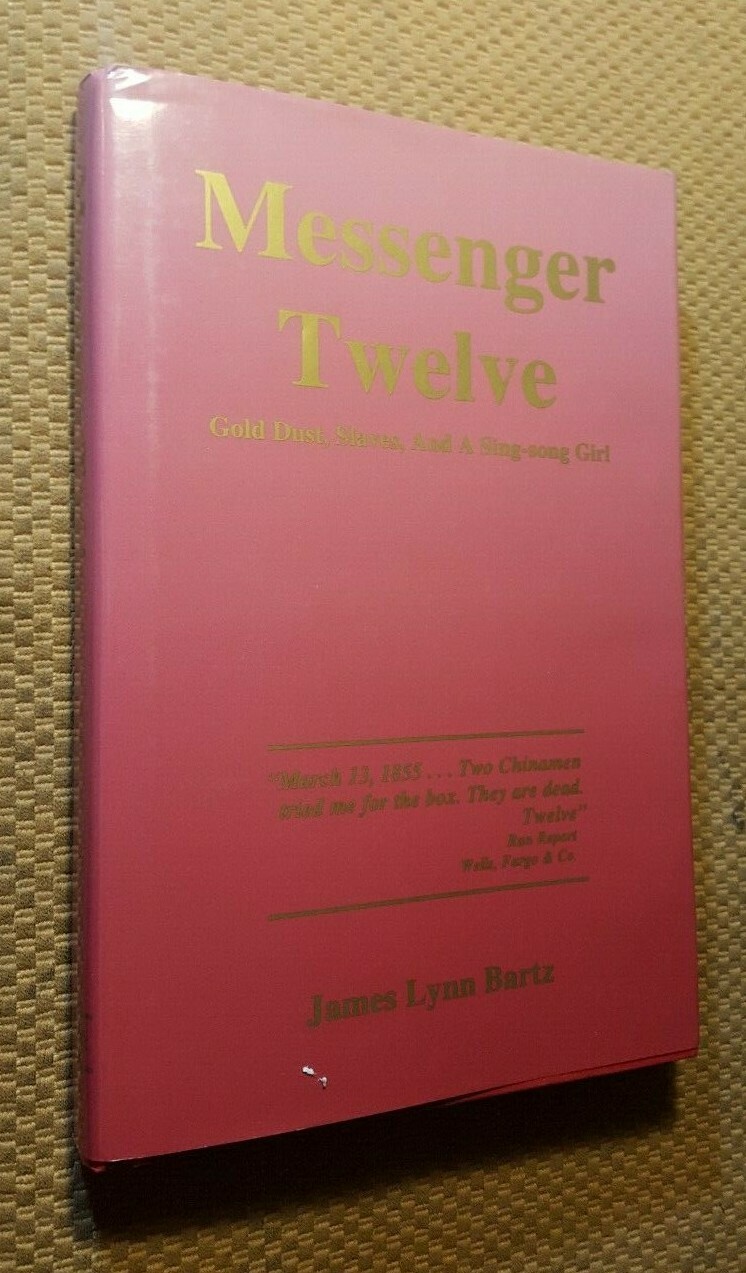 Messenger
Twelve
Gold Dust, Slaves, And A Sing-song Girl
"March 13, 1855 . . . Two Chinamen
tried me for the box. They are dead.
Twelve"
Run Report
Wells, Fargo & Co.
James Lynn Bartz